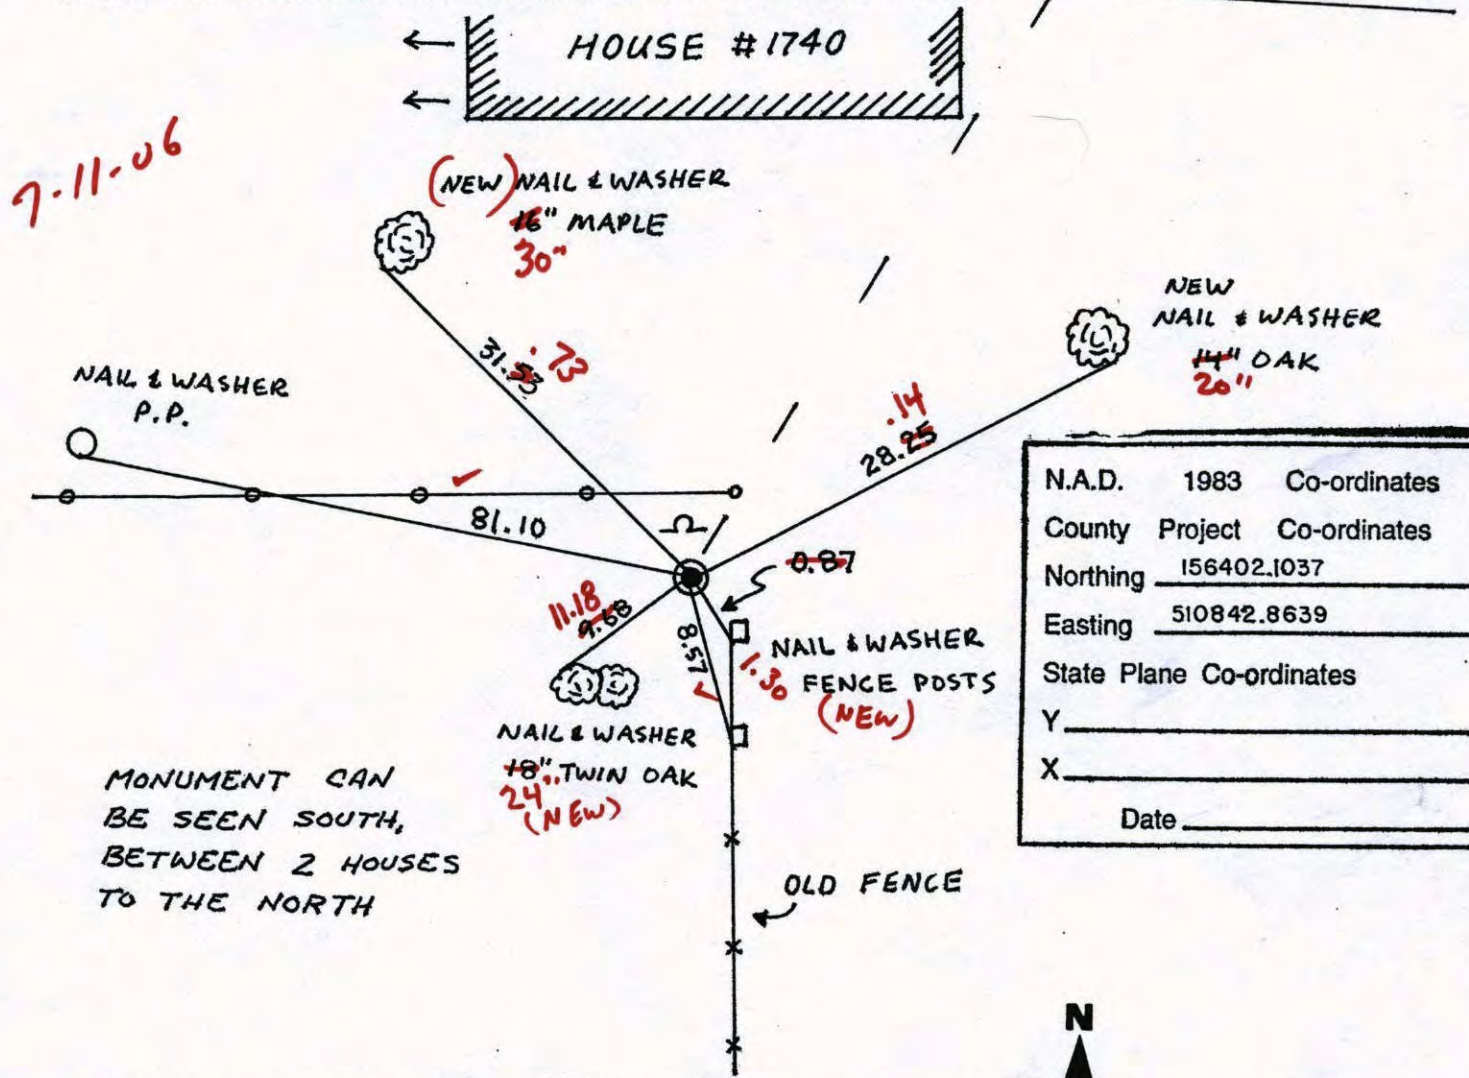 HOUSE #1740
7-11-06
(NEW) NAIL & WASHER
16" MAPLE
30"
NEW
NAIL & WASHER
14" OAK
20"
NAIL & WASHER
P.P.
31.53 .73
.14
28.25
81.10
0.87
11.18
9.68
8.57
1.30
NAIL & WASHER
FENCE POSTS
(NEW)
NAIL & WASHER
18" TWIN OAK
24"
(NEW)
MONUMENT CAN
BE SEEN SOUTH,
BETWEEN 2 HOUSES
TO THE NORTH
OLD FENCE
N.A.D. 1983 Co-ordinates
County Project Co-ordinates
Northing 156402.1037
Easting 510842.8639
State Plane Co-ordinates
Y
X
Date
N